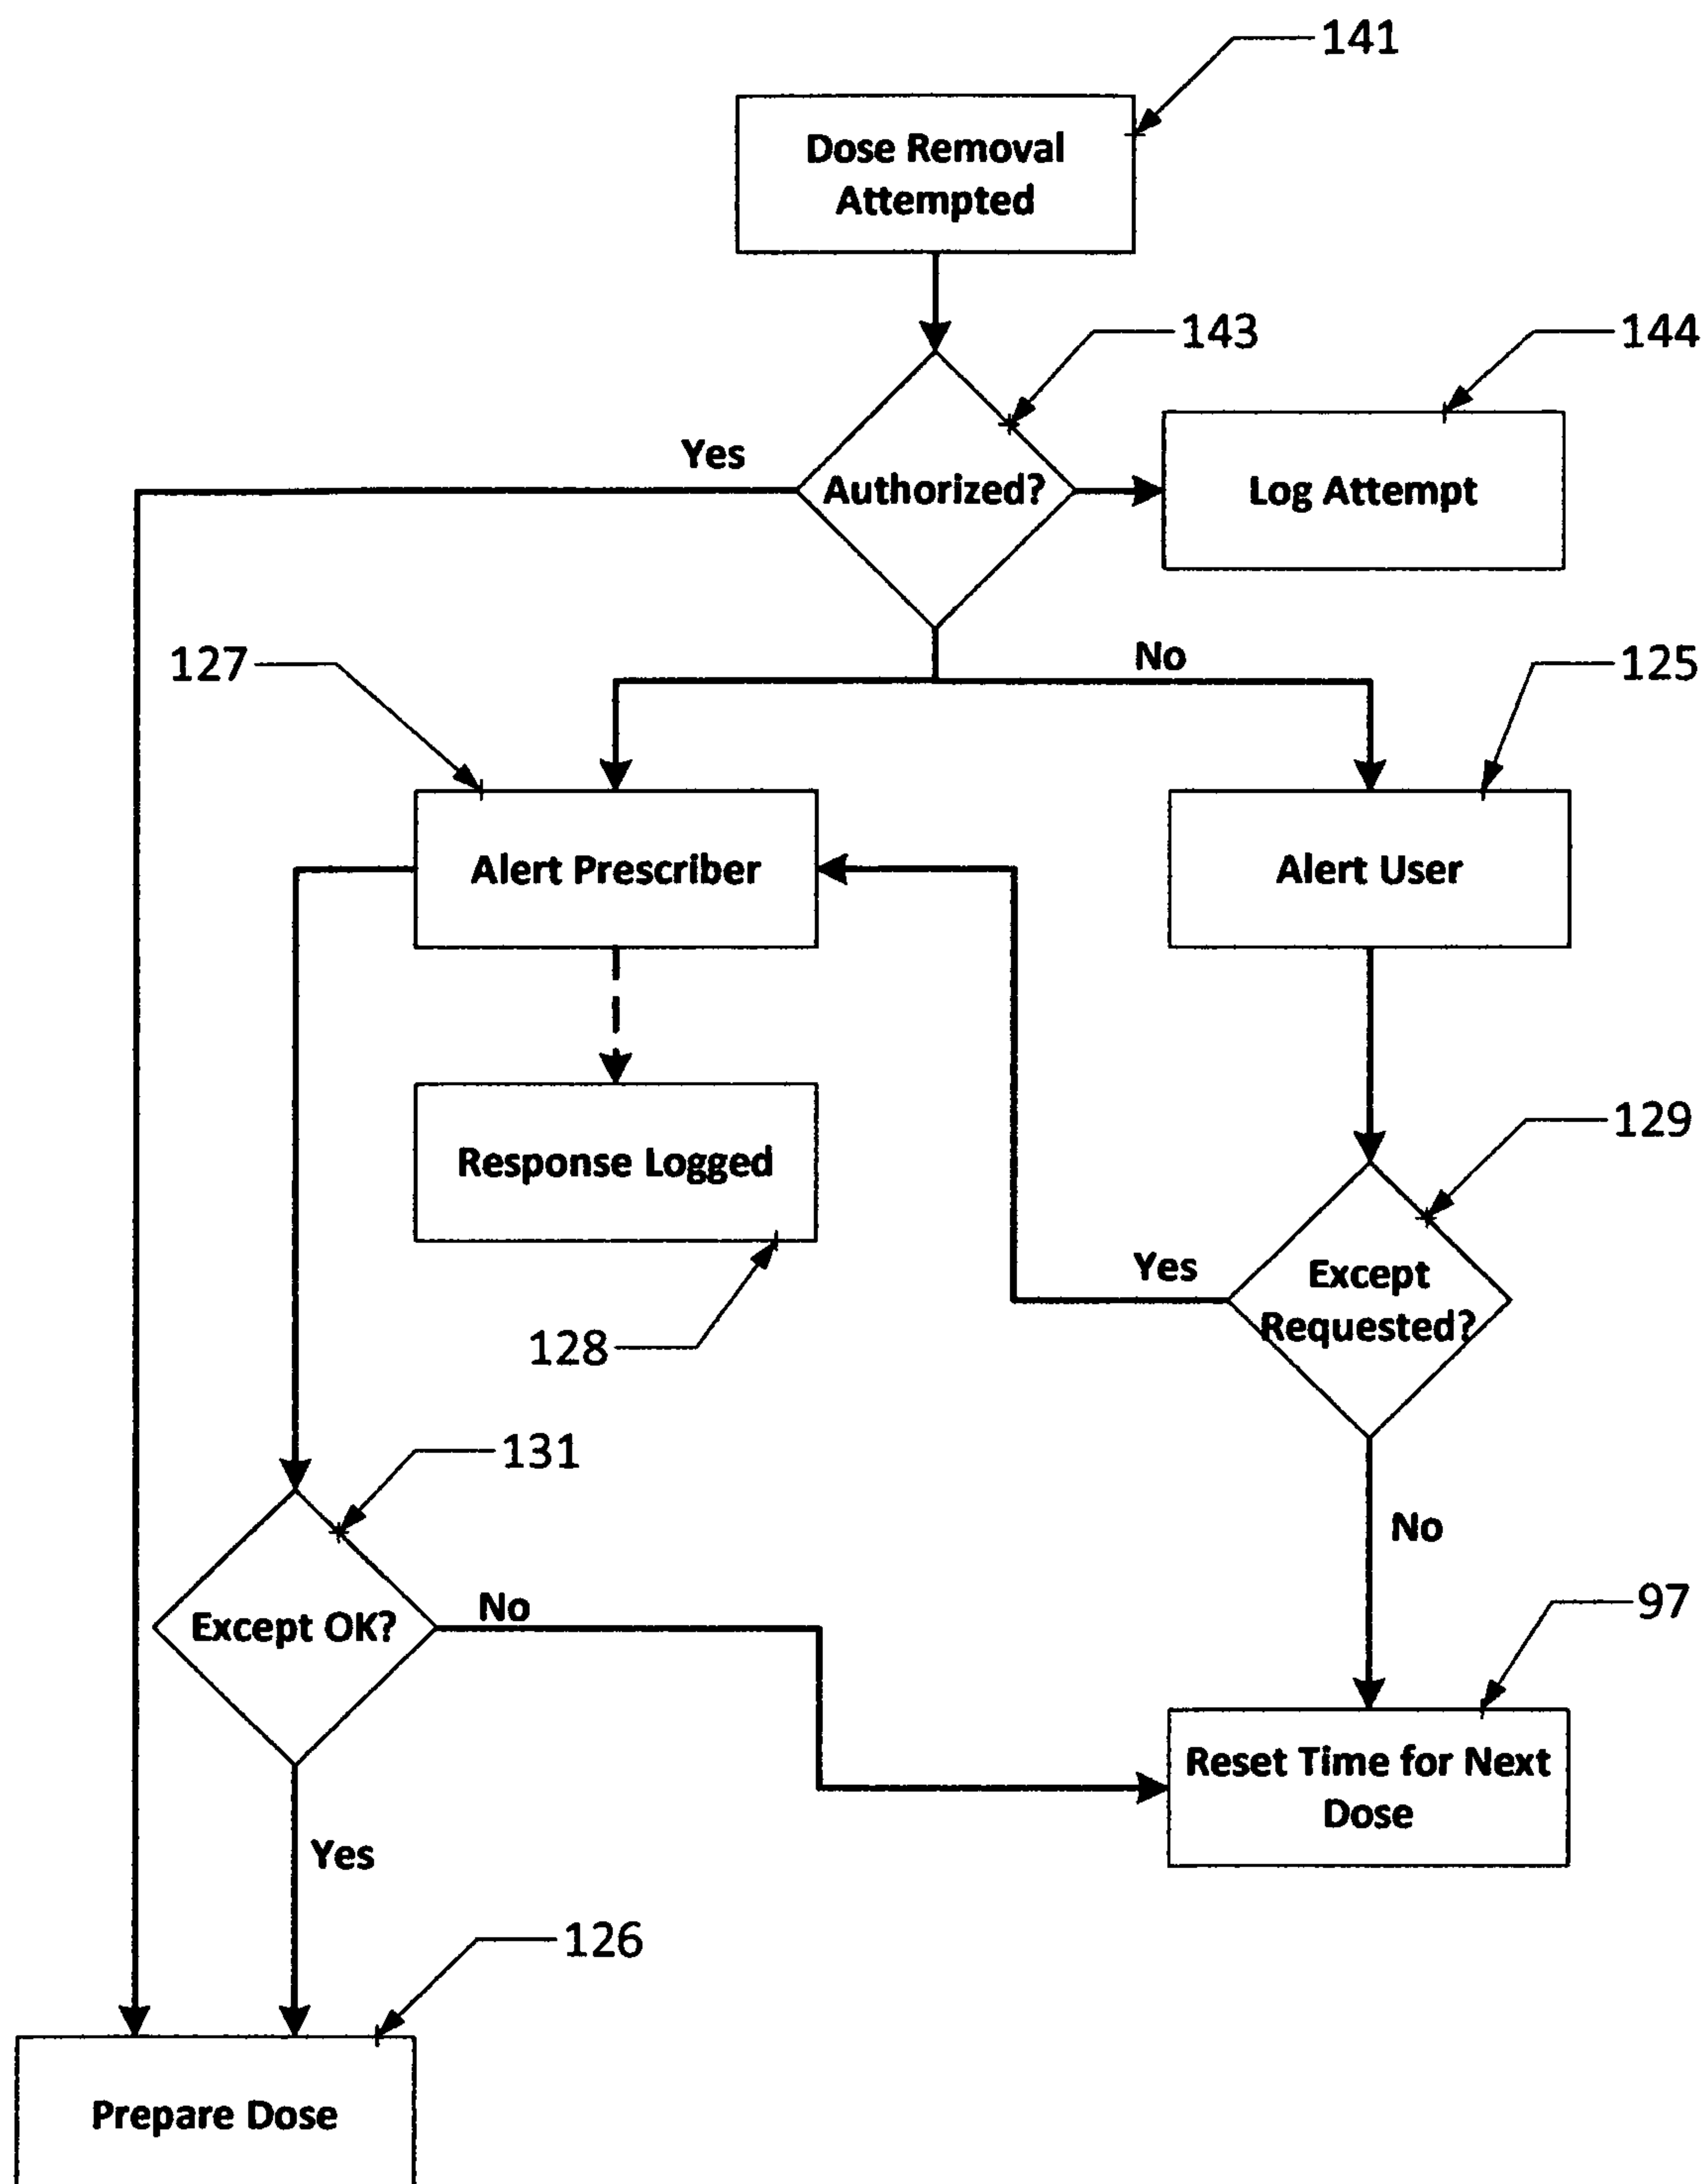 141
Dose Removal
Attempted
143
144
Yes
Authorized?
Log Attempt
127
No
125
Alert Prescriber
Alert User
129
Response Logged
Yes
Except
Requested?
128
131
No
97
Except OK?
No
Reset Time for Next
Dose
Yes
126
Prepare Dose